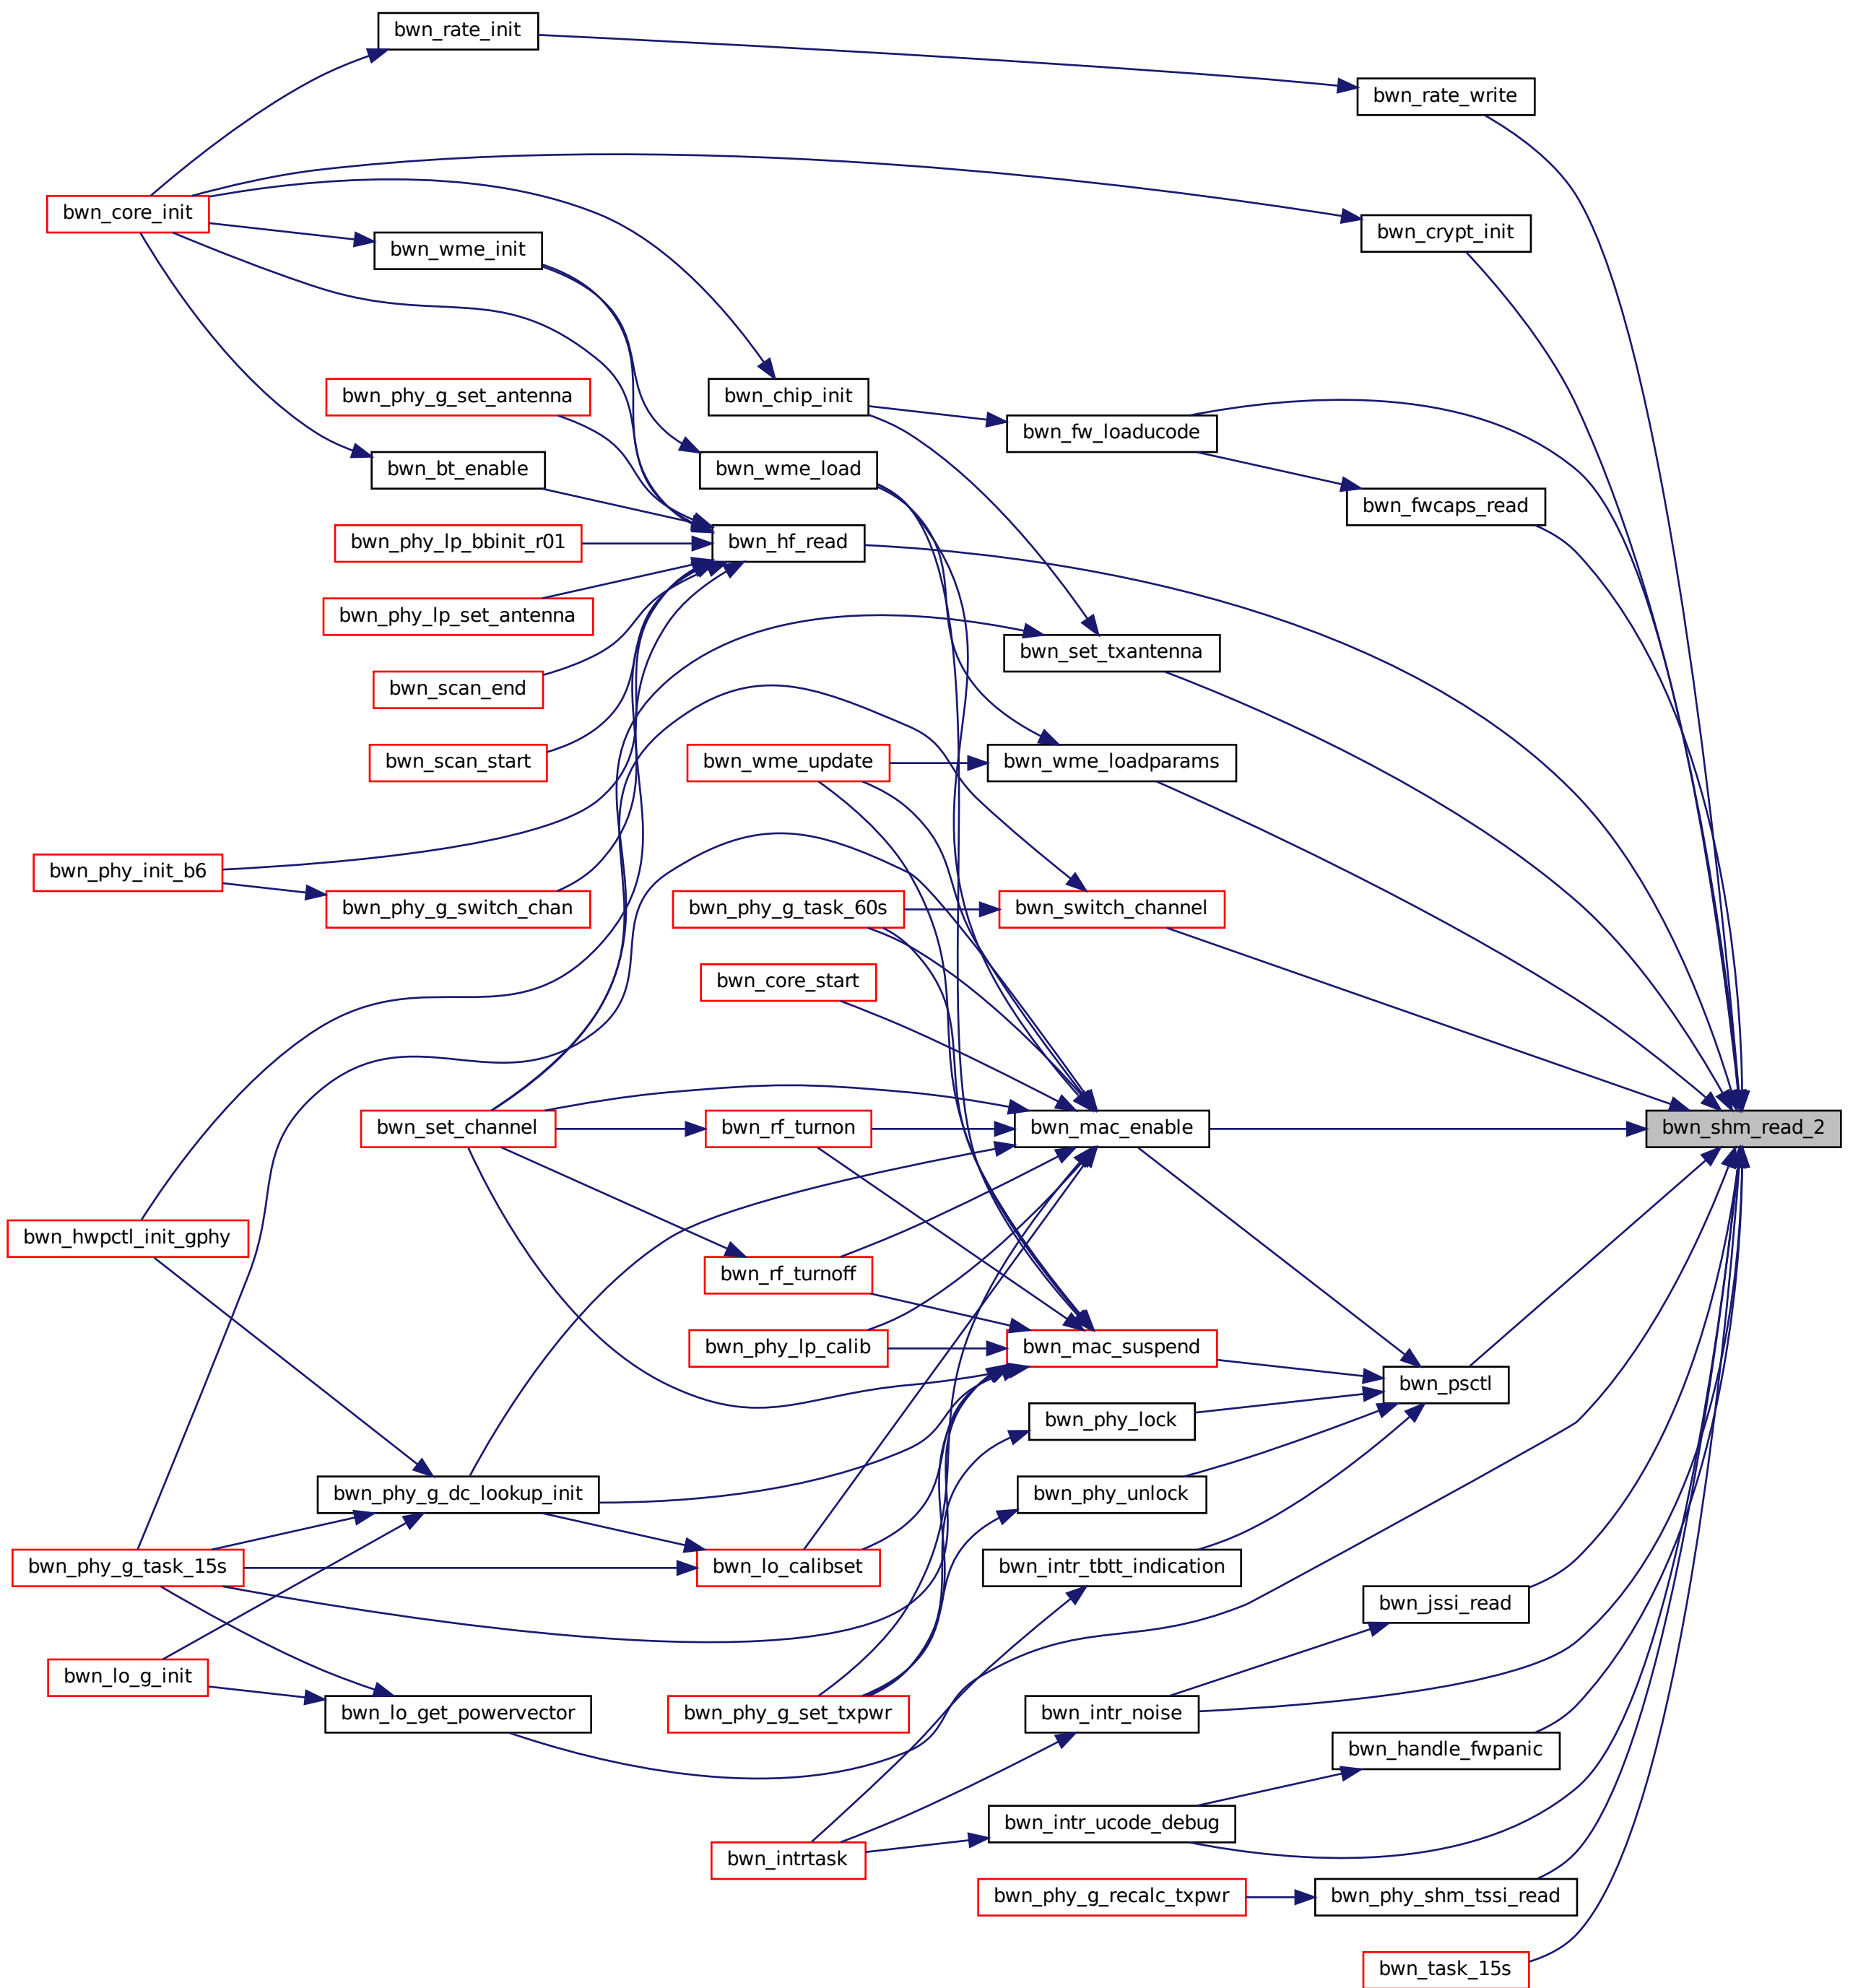 bwn_rate_init
bwn_rate_write
bwn_core_init
bwn_crypt_init
bwn_wme_init
bwn_phy_g_set_antenna
bwn_chip_init
bwn_fw_loaducode
bwn_bt_enable
bwn_wme_load
bwn_fwcaps_read
bwn_phy_lp_bbinit_r01
bwn_hf_read
bwn_phy_lp_set_antenna
bwn_set_txantenna
bwn_scan_end
bwn_scan_start
bwn_wme_update
bwn_wme_loadparams
bwn_phy_init_b6
bwn_phy_g_switch_chan
bwn_phy_g_task_60s
bwn_switch_channel
bwn_core_start
bwn_set_channel
bwn_rf_turnon
bwn_mac_enable
bwn_shm_read_2
bwn_hwpctl_init_gphy
bwn_rf_turnoff
bwn_phy_lp_calib
bwn_mac_suspend
bwn_psctl
bwn_phy_lock
bwn_phy_g_dc_lookup_init
bwn_phy_unlock
bwn_phy_g_task_15s
bwn_lo_calibset
bwn_intr_tbtt_indication
bwn_jssi_read
bwn_lo_g_init
bwn_lo_get_powervector
bwn_phy_g_set_txpwr
bwn_intr_noise
bwn_handle_fwpanic
bwn_intr_ucode_debug
bwn_intrtask
bwn_phy_g_recalc_txpwr
bwn_phy_shm_tssi_read
bwn_task_15s